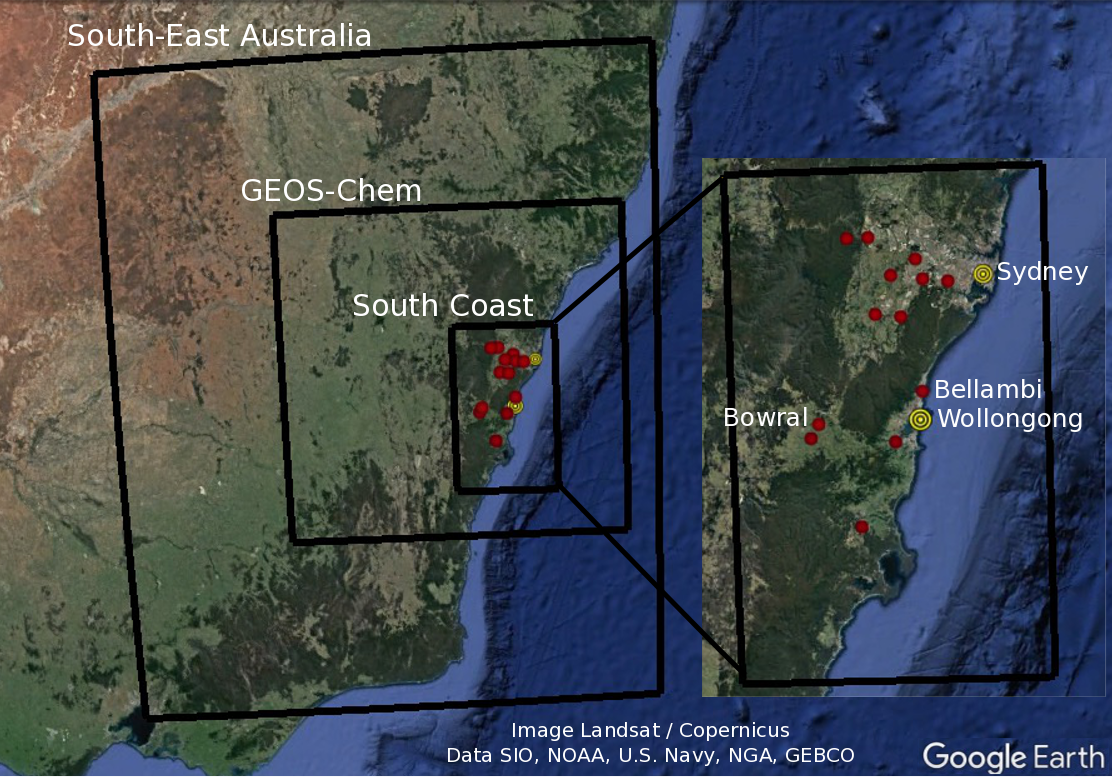 South-East Australia
GEOS-Chem
South Coast
Sydney
Bellambi
Bowral
Wollongong
Image Landsat / Copernicus
Data SIO, NOAA, U.S. Navy, NGA, GEBCO
Google Earth